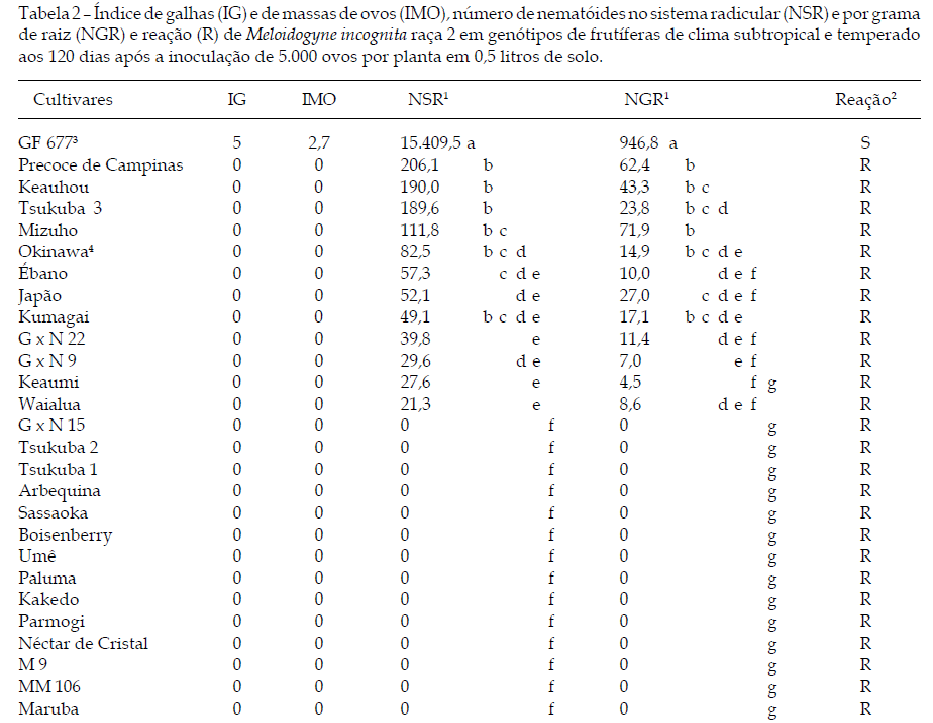 Tabela 2 – Índice de galhas (IG) e de massas de ovos (IMO), número de nematóides no sistema radicular (NSR) e por grama
de raiz (NGR) e reação (R) de Meloidogyne incognita raça 2 em genótipos de frutíferas de clima subtropical e temperado
aos 120 dias após a inoculação de 5.000 ovos por planta em 0,5 litros de solo.
Cultivares IG IMO NSR¹ NGR¹ Reação²
GF 677³ 5 2,7 15.409,5 a 946,8 a S
Precoce de Campinas 0 0 206,1 b 62,4 b R
Keauhou 0 0 190,0 b 43,3 b c R
Tsukuba 3 0 0 189,6 b 23,8 b c d R
Mizuho 0 0 111,8 b c 71,9 b R
Okinawa⁴ 0 0 82,5 b c d 14,9 b c d e R
Ébano 0 0 57,3 c d e 10,0 d e f R
Japão 0 0 52,1 d e 27,0 c d e f R
Kumagai 0 0 49,1 b c d e 17,1 b c d e R
G x N 22 0 0 39,8 e 11,4 d e f R
G x N 9 0 0 29,6 d e 7,0 e f R
Keaumi 0 0 27,6 e 4,5 f g R
Waialua 0 0 21,3 e 8,6 d e f R
G x N 15 0 0 0 f 0 g R
Tsukuba 2 0 0 0 f 0 g R
Tsukuba 1 0 0 0 f 0 g R
Arbequina 0 0 0 f 0 g R
Sassaoka 0 0 0 f 0 g R
Boisenberry 0 0 0 f 0 g R
Umê 0 0 0 f 0 g R
Paluma 0 0 0 f 0 g R
Kakedo 0 0 0 f 0 g R
Parmogi 0 0 0 f 0 g R
Néctar de Cristal 0 0 0 f 0 g R
M 9 0 0 0 f 0 g R
MM 106 0 0 0 f 0 g R
Maruba 0 0 0 f 0 g R